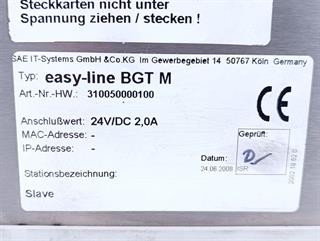 Steckkarten nicht unter
Spannung ziehen / stecken !
SAE IT-Systems GmbH &Co.KG Im Gewerbegebiet 14 50767 Köln Germany
Typ: easy-line BGT M
Art.-Nr.-HW.: 310050000100
CE
Anschlußwert: 24V/DC 2,0A
MAC-Adresse: -
IP-Adresse: -
Geprüft:
Datum:
24.06.2008 ISR
Stationsbezeichnung:
Slave